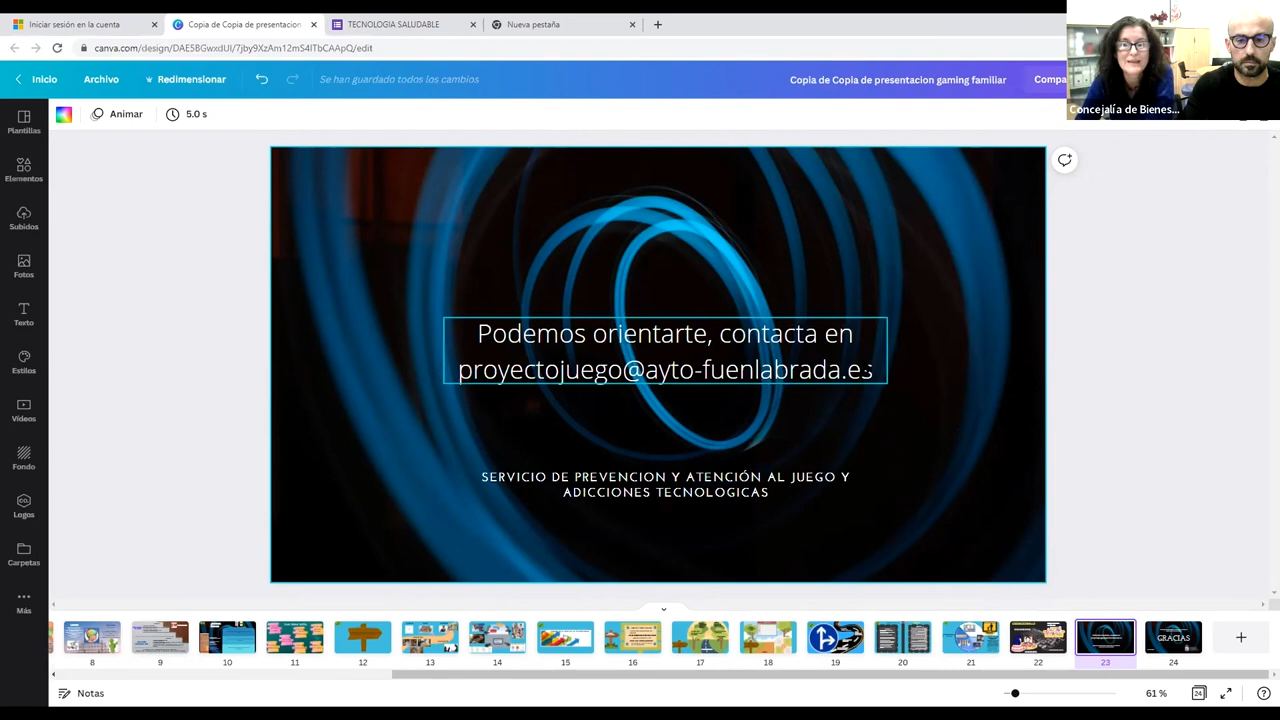 Iniciar sesión en la cuenta
Copia de Copia de presentacion
TECNOLOGIA SALUDABLE
Nueva pestaña
canva.com/design/DAE5BGwxdUI/7jby9XzAm12mS4ITbCAApQ/edit
Inicio
Archivo
Redimensionar
Se han guardado todos los cambios
Copia de Copia de presentacion gaming familiar
Compa
Concejalía de Bienes...
Animar
5.0 s
Plantillas
Elementos
Subidos
Fotos
Texto
Estilos
Vídeos
Fondo
Logos
Carpetas
Más
Podemos orientarte, contacta en
proyectojuego@ayto-fuenlabrada.es
SERVICIO DE PREVENCION Y ATENCIÓN AL JUEGO Y
ADICCIONES TECNOLOGICAS
GRACIAS
8 9 10 11 12 13 14 15 16 17 18 19 20 21 22 23 24
Notas
61 %
24